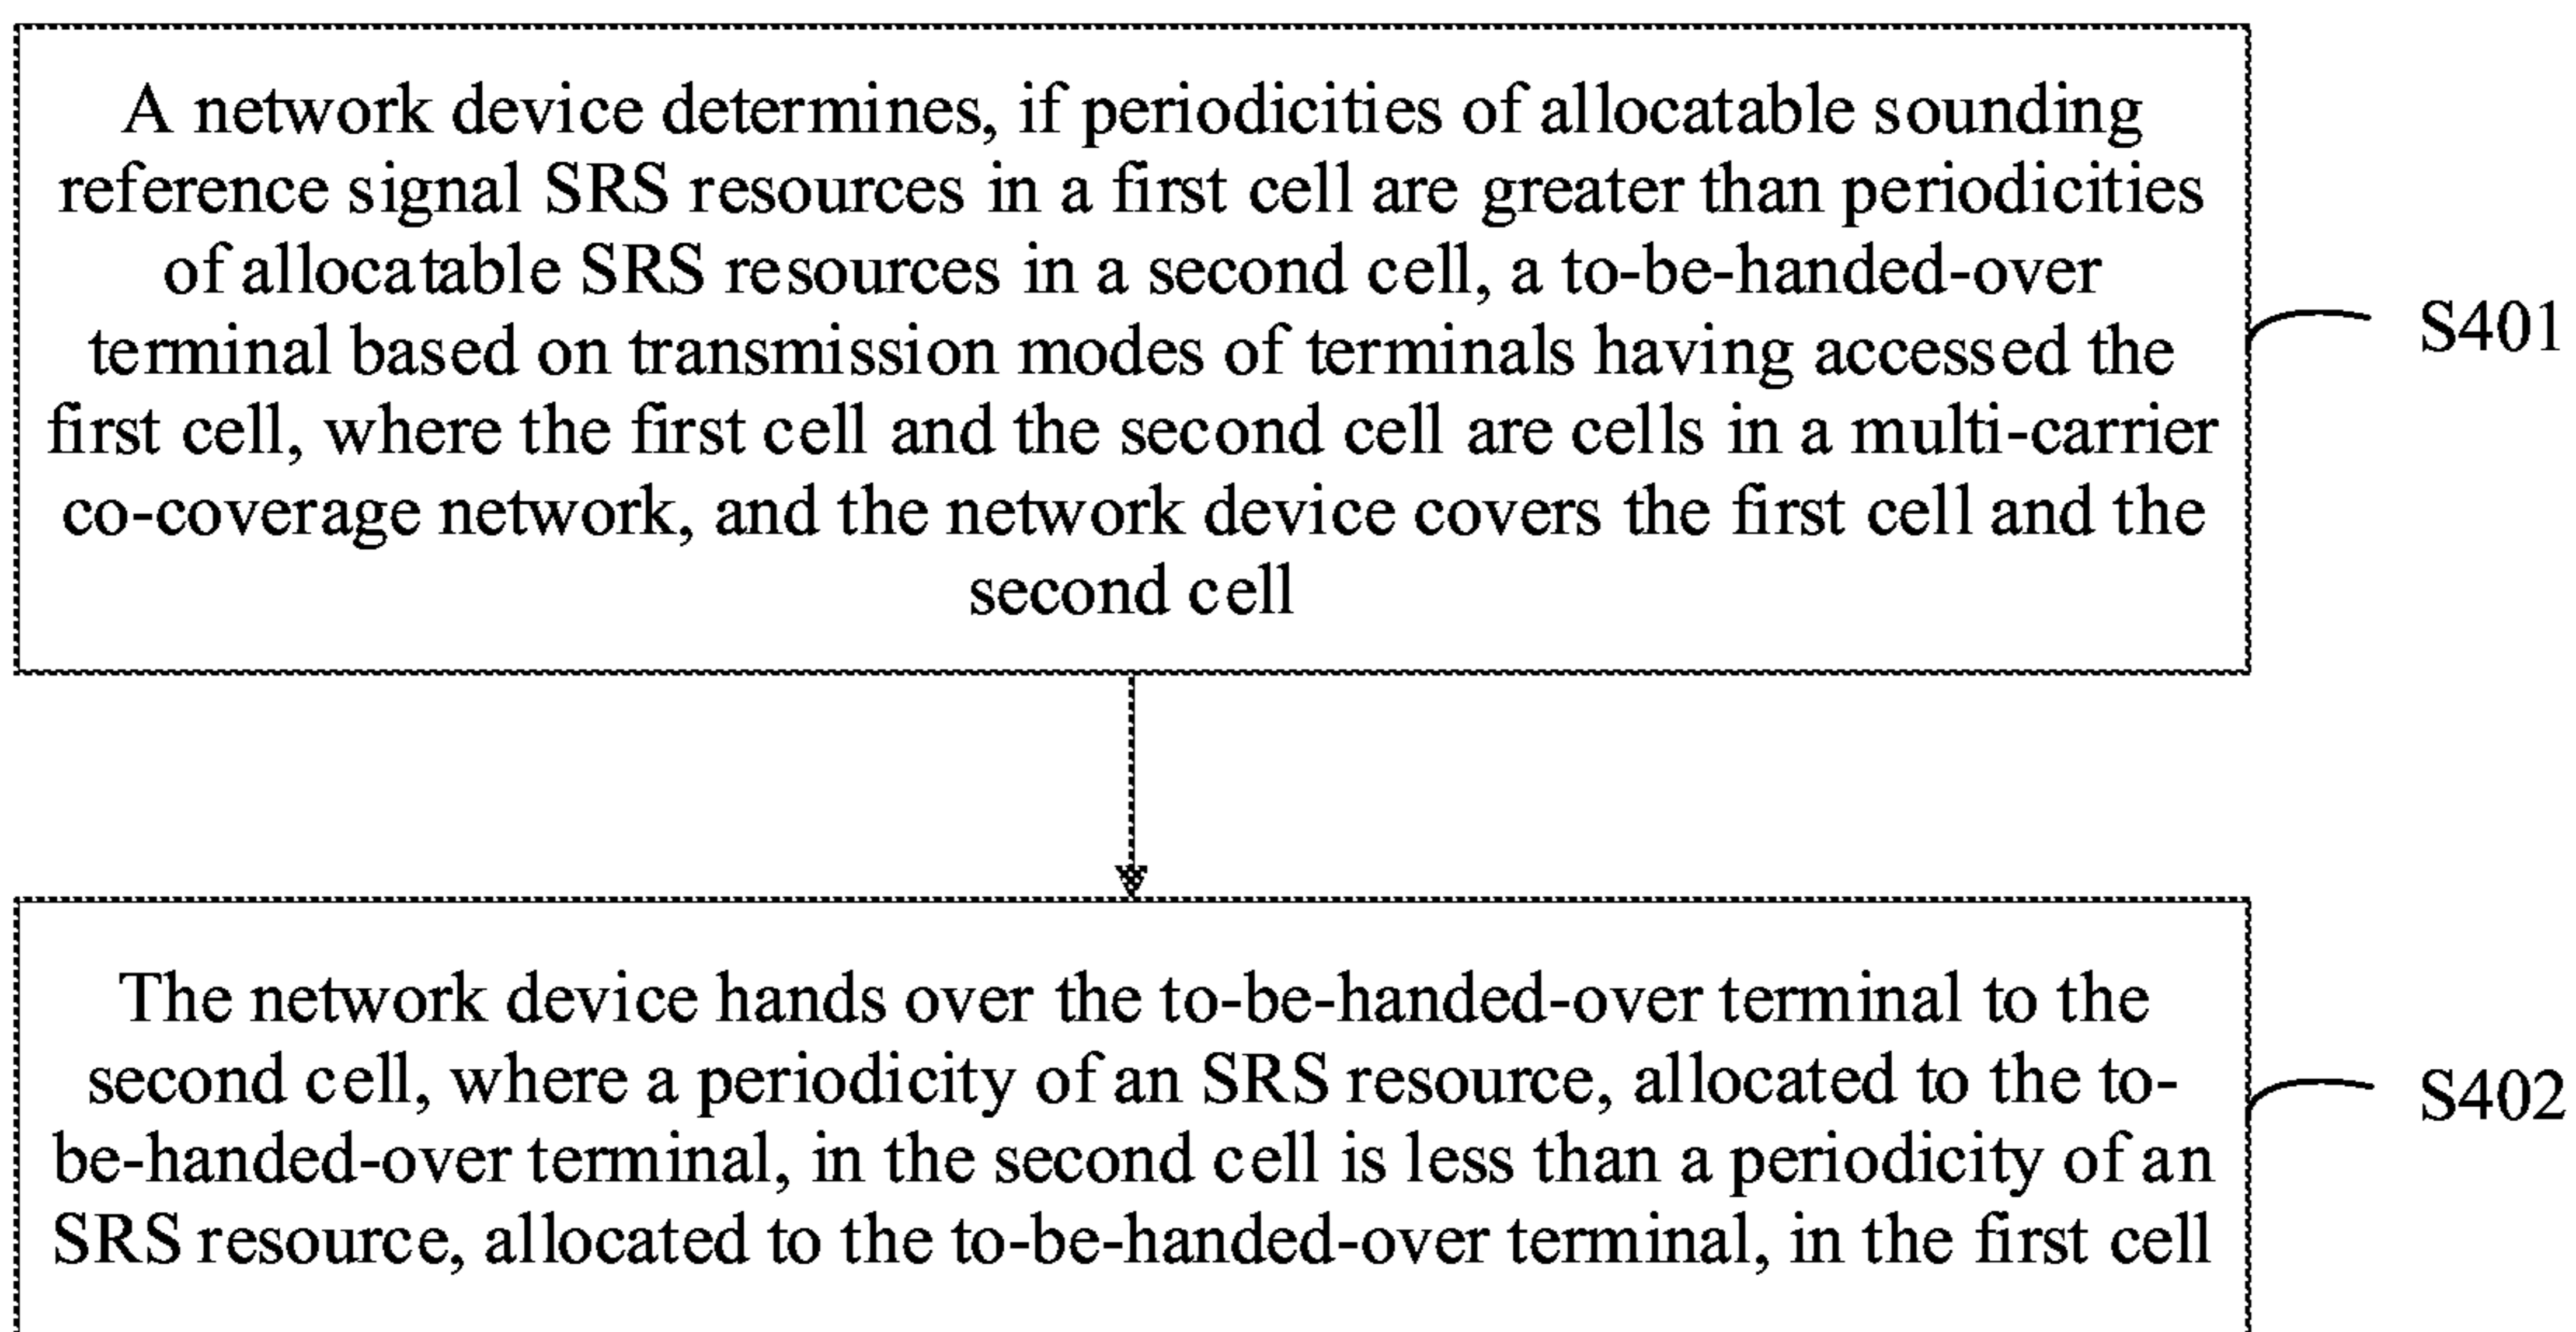 A network device determines, if periodicities of allocatable sounding
reference signal SRS resources in a first cell are greater than periodicities
of allocatable SRS resources in a second cell, a to-be-handed-over
terminal based on transmission modes of terminals having accessed the
first cell, where the first cell and the second cell are cells in a multi-carrier
co-coverage network, and the network device covers the first cell and the
second cell
S401
The network device hands over the to-be-handed-over terminal to the
second cell, where a periodicity of an SRS resource, allocated to the to-
be-handed-over terminal, in the second cell is less than a periodicity of an
SRS resource, allocated to the to-be-handed-over terminal, in the first cell
S402